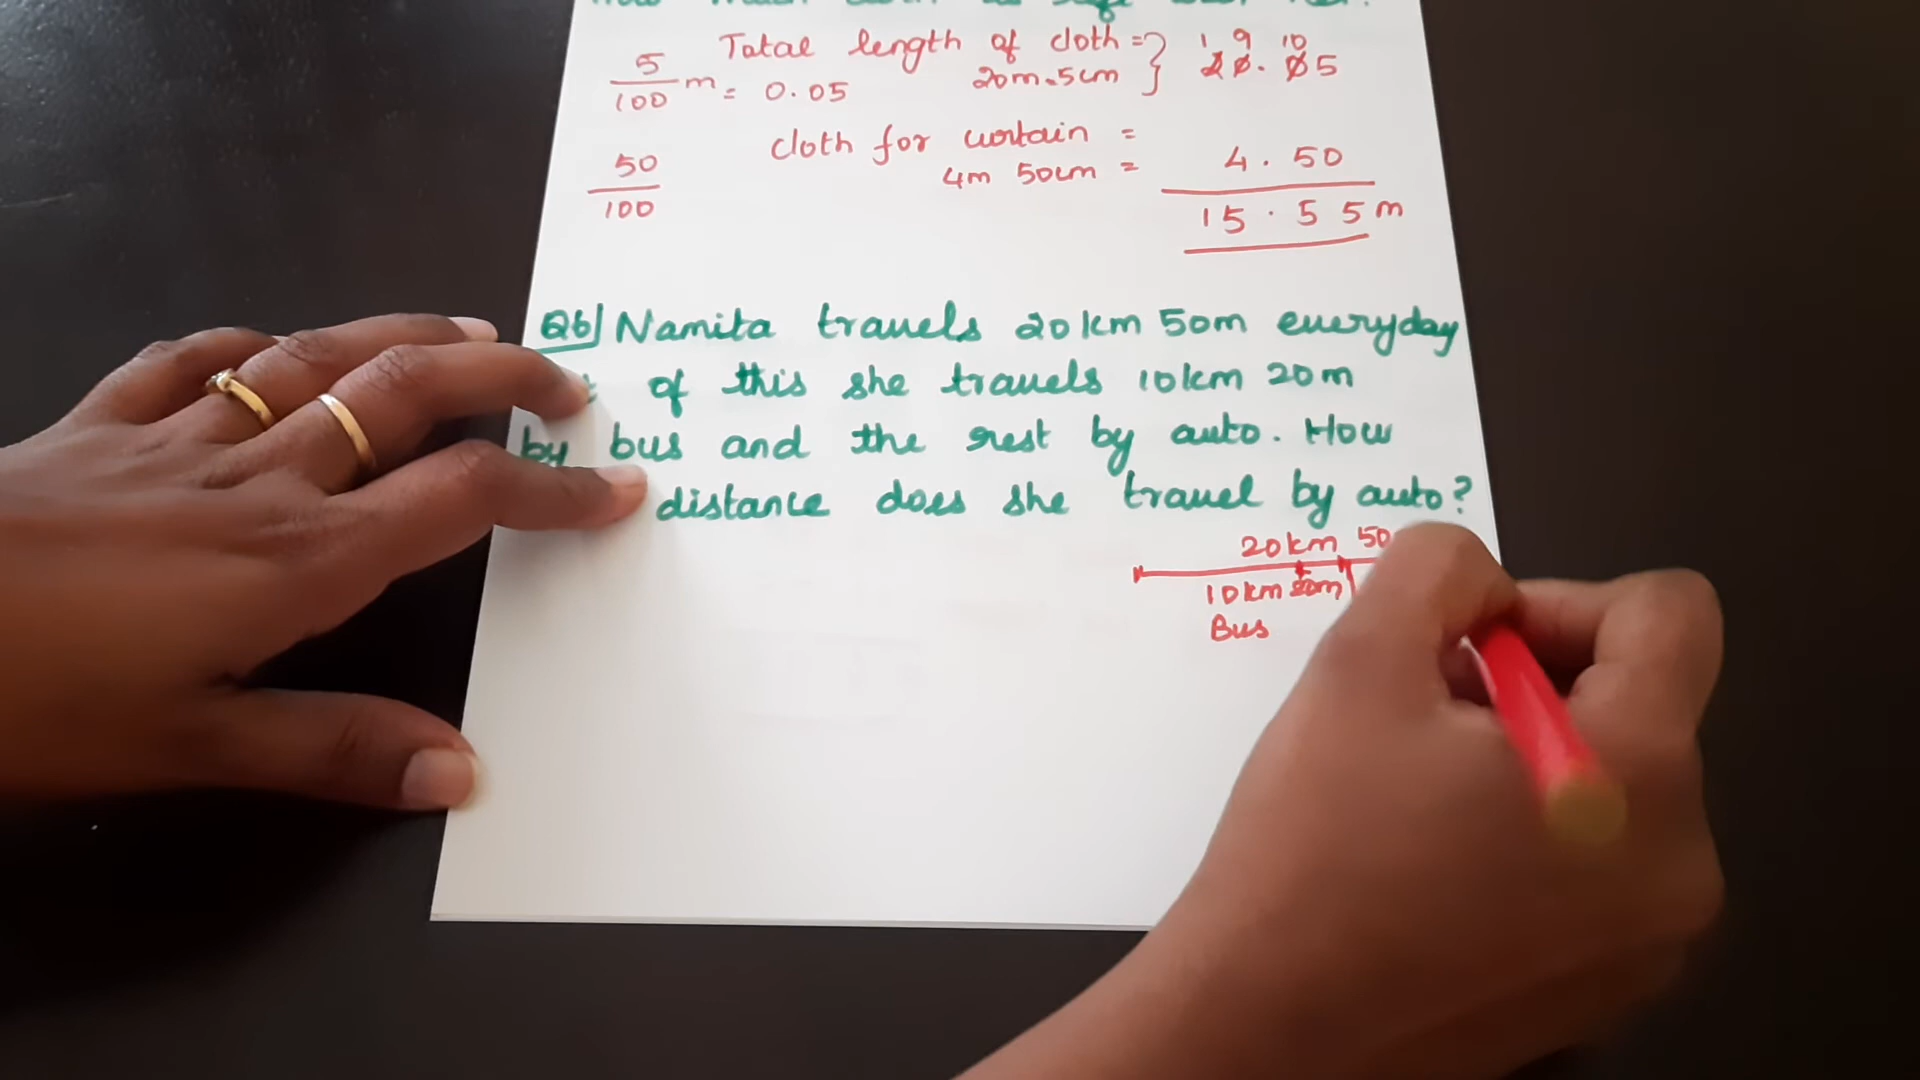 5/100 m = 0.05
Total length of cloth =
20m.5cm
1 9 10
20.05
50/100
cloth for curtain =
4m 50cm =
4.50
15.55m
Q6) Namita travels 20km 50m everyday
of this she travels 10km 20m
by bus and the rest by auto. How
distance does she travel by auto?
20km 50
10km 20m
Bus